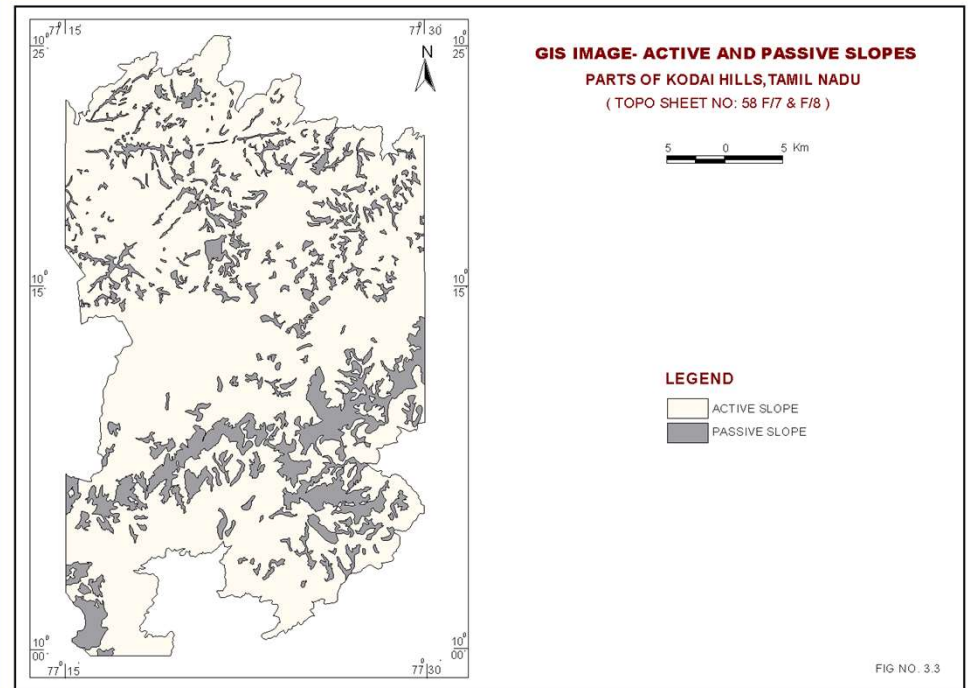 77° 15'
77° 30'
10° 25'
10° 25'
N
GIS IMAGE- ACTIVE AND PASSIVE SLOPES
PARTS OF KODAI HILLS,TAMIL NADU
( TOPO SHEET NO: 58 F/7 & F/8 )
5 0 5 Km
10° 15'
10° 15'
LEGEND
ACTIVE SLOPE
PASSIVE SLOPE
10° 00'
10° 00'
77° 15'
77° 30'
FIG NO. 3.3